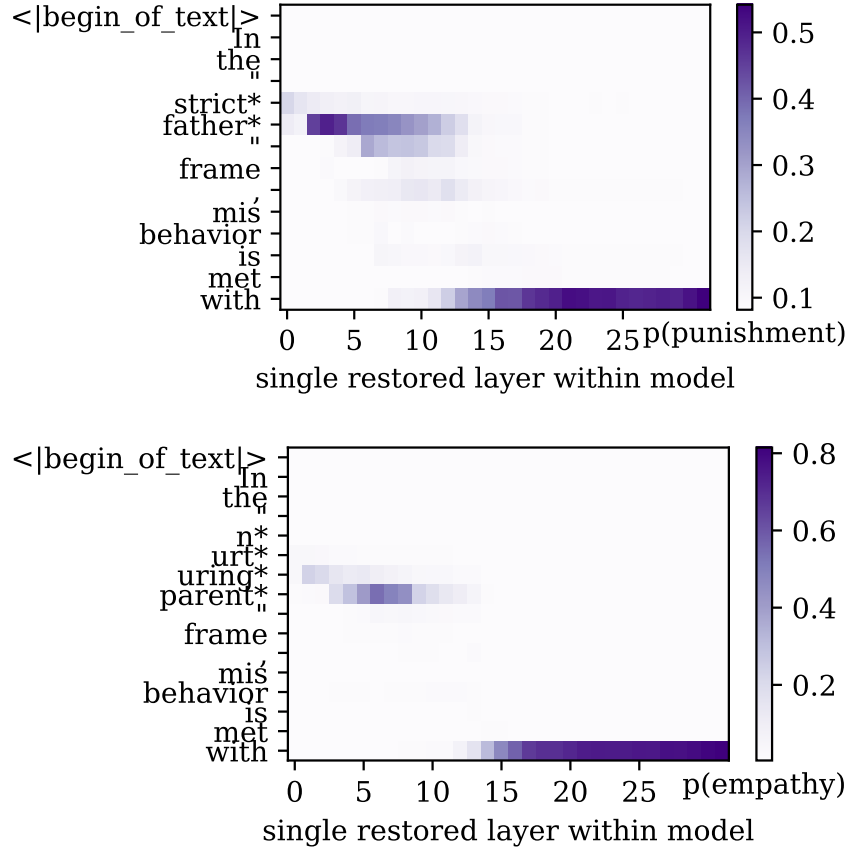 <|begin_of_text|>
In
the
"
strict*
father*
"
frame
,
mis
behavior
is
met
with
0 5 10 15 20 25
single restored layer within model
0.5
0.4
0.3
0.2
0.1
p(punishment)
<|begin_of_text|>
In
the
"
n*
urt*
uring*
parent*
"
frame
,
mis
behavior
is
met
with
0 5 10 15 20 25
single restored layer within model
0.8
0.6
0.4
0.2
p(empathy)